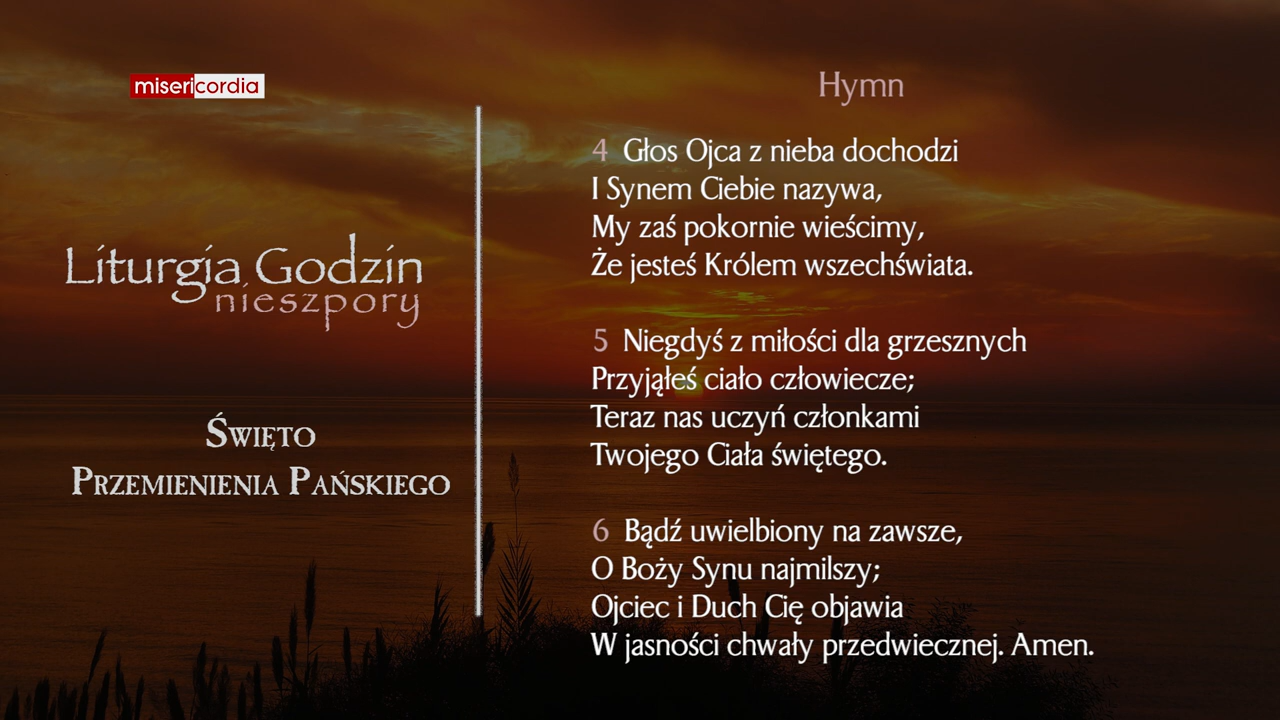 misericordia
Liturgia Godzin
nieszpory
Święto
Przemienienia Pańskiego
Hymn
4 Głos Ojca z nieba dochodzi
I Synem Ciebie nazywa,
My zaś pokornie wieścimy,
Że jesteś Królem wszechświata.
5 Niegdyś z miłości dla grzesznych
Przyjąłeś ciało człowiecze;
Teraz nas uczyń członkami
Twojego Ciała świętego.
6 Bądź uwielbiony na zawsze,
O Boży Synu najmilszy;
Ojciec i Duch Cię objawia
W jasności chwały przedwiecznej. Amen.